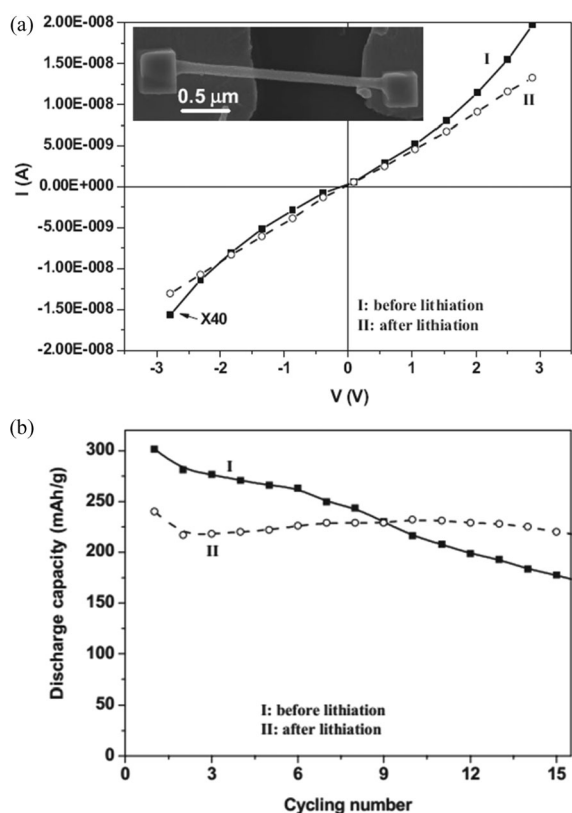 (a)
2.00E-008
1.50E-008
1.00E-008
5.00E-009
0.00E+000
-5.00E-009
-1.00E-008
-1.50E-008
-2.00E-008
I (A)
0.5 μm
I
II
X40
I: before lithiation
II: after lithiation
-3 -2 -1 0 1 2 3
V (V)
(b)
300
250
200
150
100
50
0
Discharge capacity (mAh/g)
I
II
I: before lithiation
II: after lithiation
0 3 6 9 12 15
Cycling number